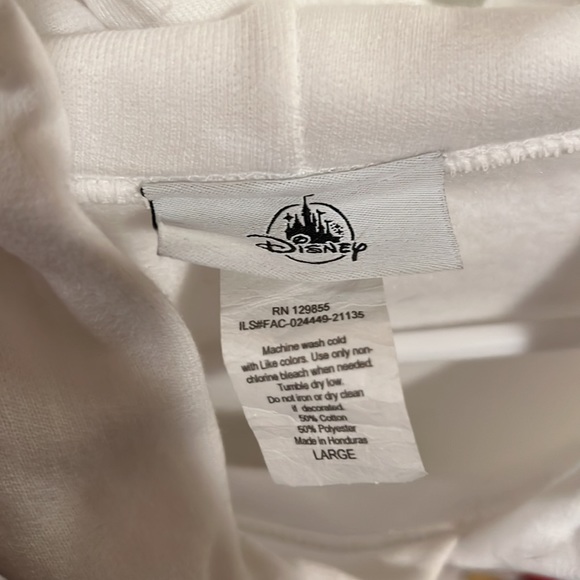 Disney
RN 129855
ILS#FAC-024449-21135
Machine wash cold
with Like colors. Use only non-
chlorine bleach when needed.
Tumble dry low.
Do not iron or dry clean
if decorated.
50% Cotton
50% Polyester
Made in Honduras
LARGE